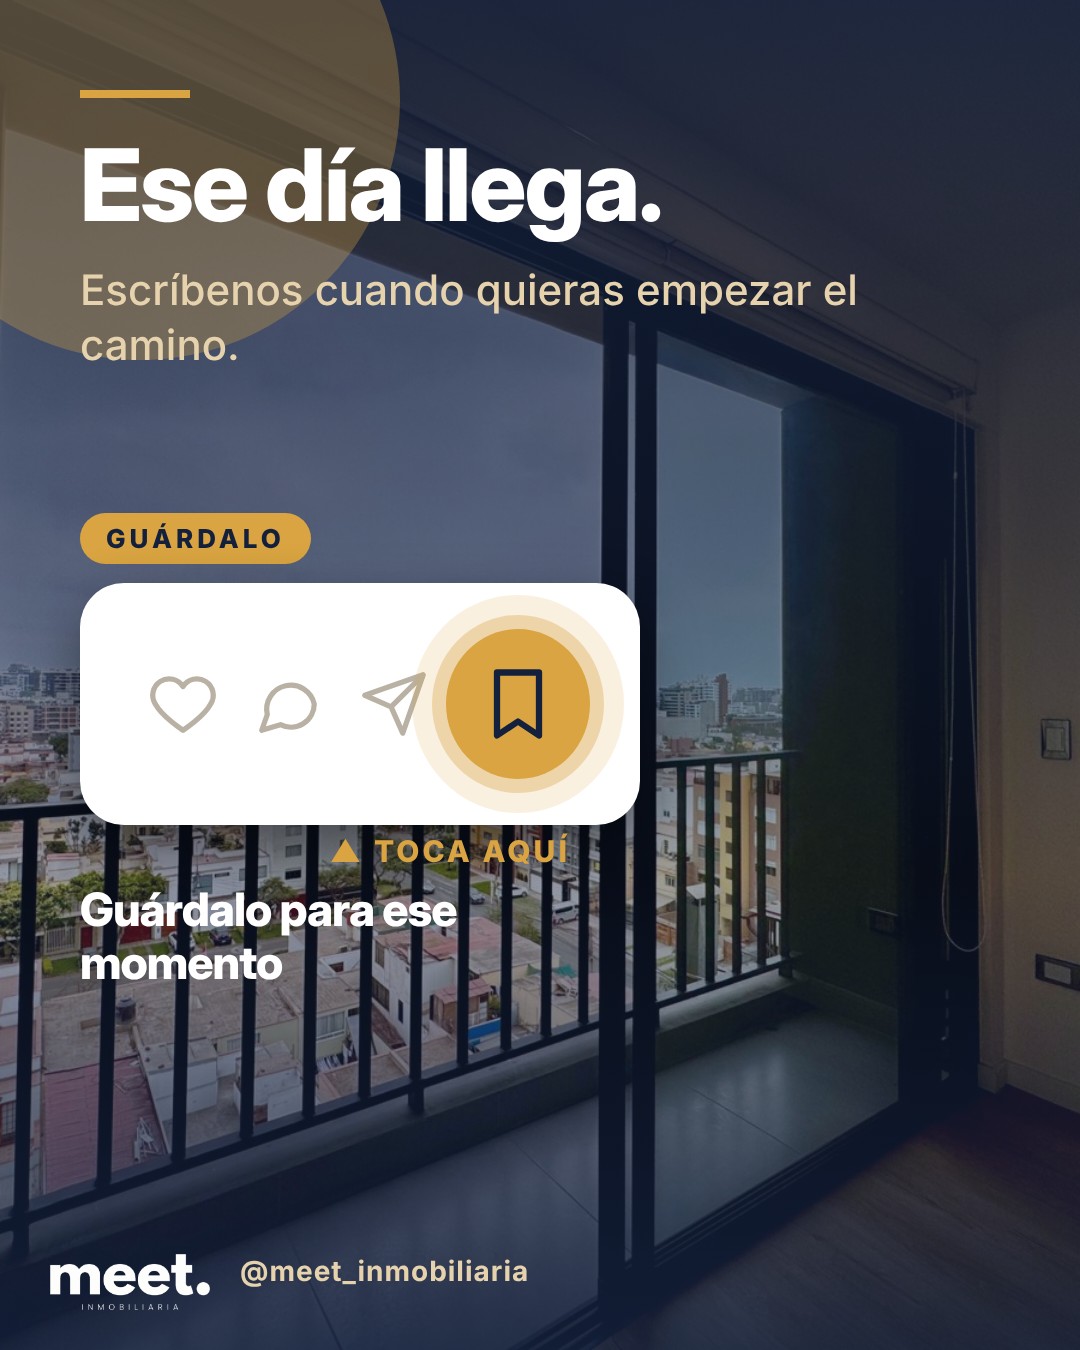 Ese día llega.
Escríbenos cuando quieras empezar el
camino.
GUÁRDALO
▲ TOCA AQUÍ
Guárdalo para ese
momento
meet.
INMOBILIARIA
@meet_inmobiliaria